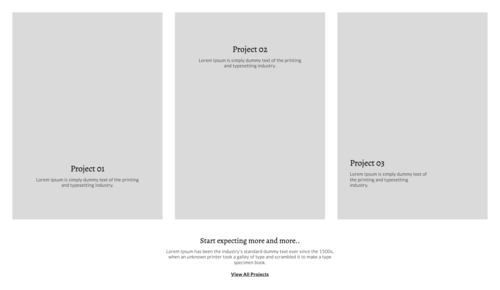 Project 02
Lorem Ipsum is simply dummy text of the printing
and typesetting industry.
Project 01
Lorem Ipsum is simply dummy text of the printing
and typesetting industry.
Project 03
Lorem Ipsum is simply dummy text of
the printing and typesetting
industry.
Start expecting more and more..
Lorem Ipsum has been the industry's standard dummy text ever since the 1500s,
when an unknown printer took a galley of type and scrambled it to make a type
specimen book.
View All Projects